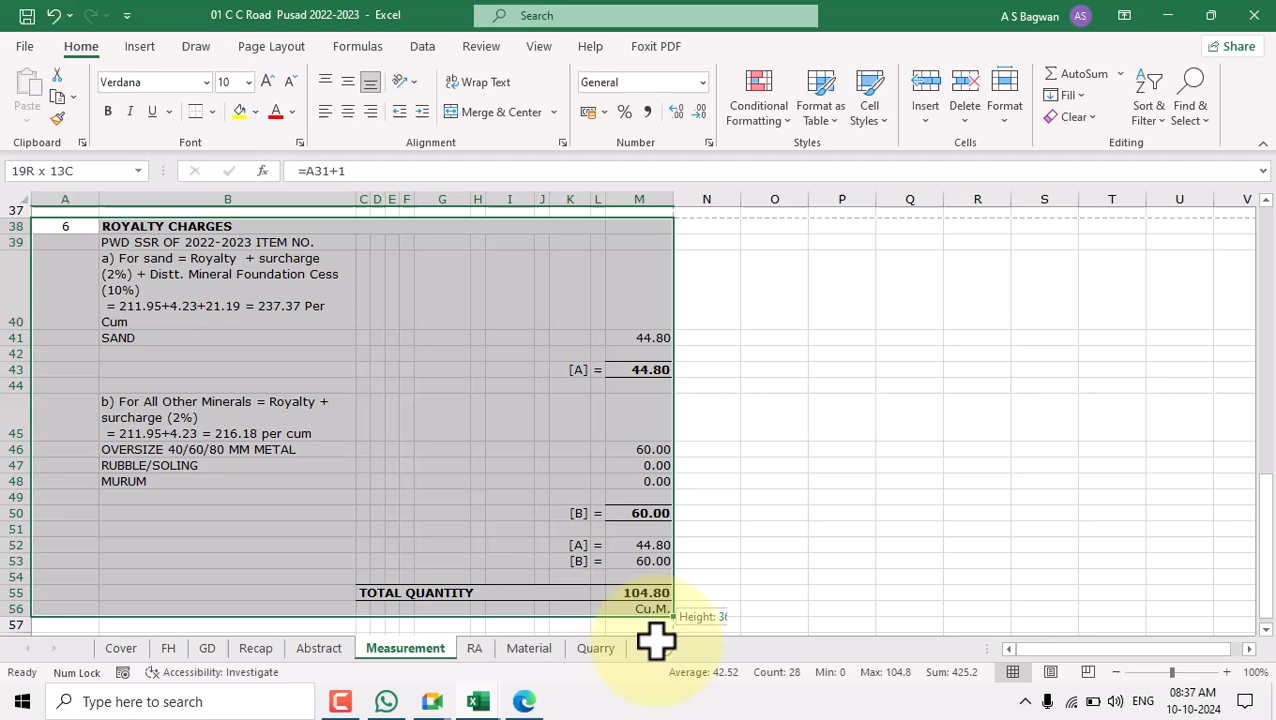 01 C C Road Pusad 2022-2023 - Excel
Search
A S Bagwan
AS
File Home Insert Draw Page Layout Formulas Data Review View Help Foxit PDF
Share
Paste
Verdana 10
B I U
Wrap Text
Merge & Center
General
Conditional Formatting
Format as Table
Cell Styles
Insert
Delete
Format
AutoSum
Fill
Clear
Sort & Filter
Find & Select
Clipboard Font Alignment Number Styles Cells Editing
19R x 13C
=A31+1
A B C D E F G H I J K L M N O P Q R S T U V
37
38 6 ROYALTY CHARGES
39 PWD SSR OF 2022-2023 ITEM NO.
a) For sand = Royalty + surcharge
(2%) + Distt. Mineral Foundation Cess
(10%)
= 211.95+4.23+21.19 = 237.37 Per
40 Cum
41 SAND 44.80
42
43 [A] = 44.80
44
b) For All Other Minerals = Royalty +
surcharge (2%)
45 = 211.95+4.23 = 216.18 per cum
46 OVERSIZE 40/60/80 MM METAL 60.00
47 RUBBLE/SOLING 0.00
48 MURUM 0.00
49
50 [B] = 60.00
51
52 [A] = 44.80
53 [B] = 60.00
54
55 TOTAL QUANTITY 104.80
56 Cu.M.
Height: 36
57
Cover FH GD Recap Abstract Measurement RA Material Quarry
Ready Num Lock Accessibility: Investigate Average: 42.52 Count: 28 Min: 0 Max: 104.8 Sum: 425.2 100%
Type here to search
ENG
08:37 AM
10-10-2024